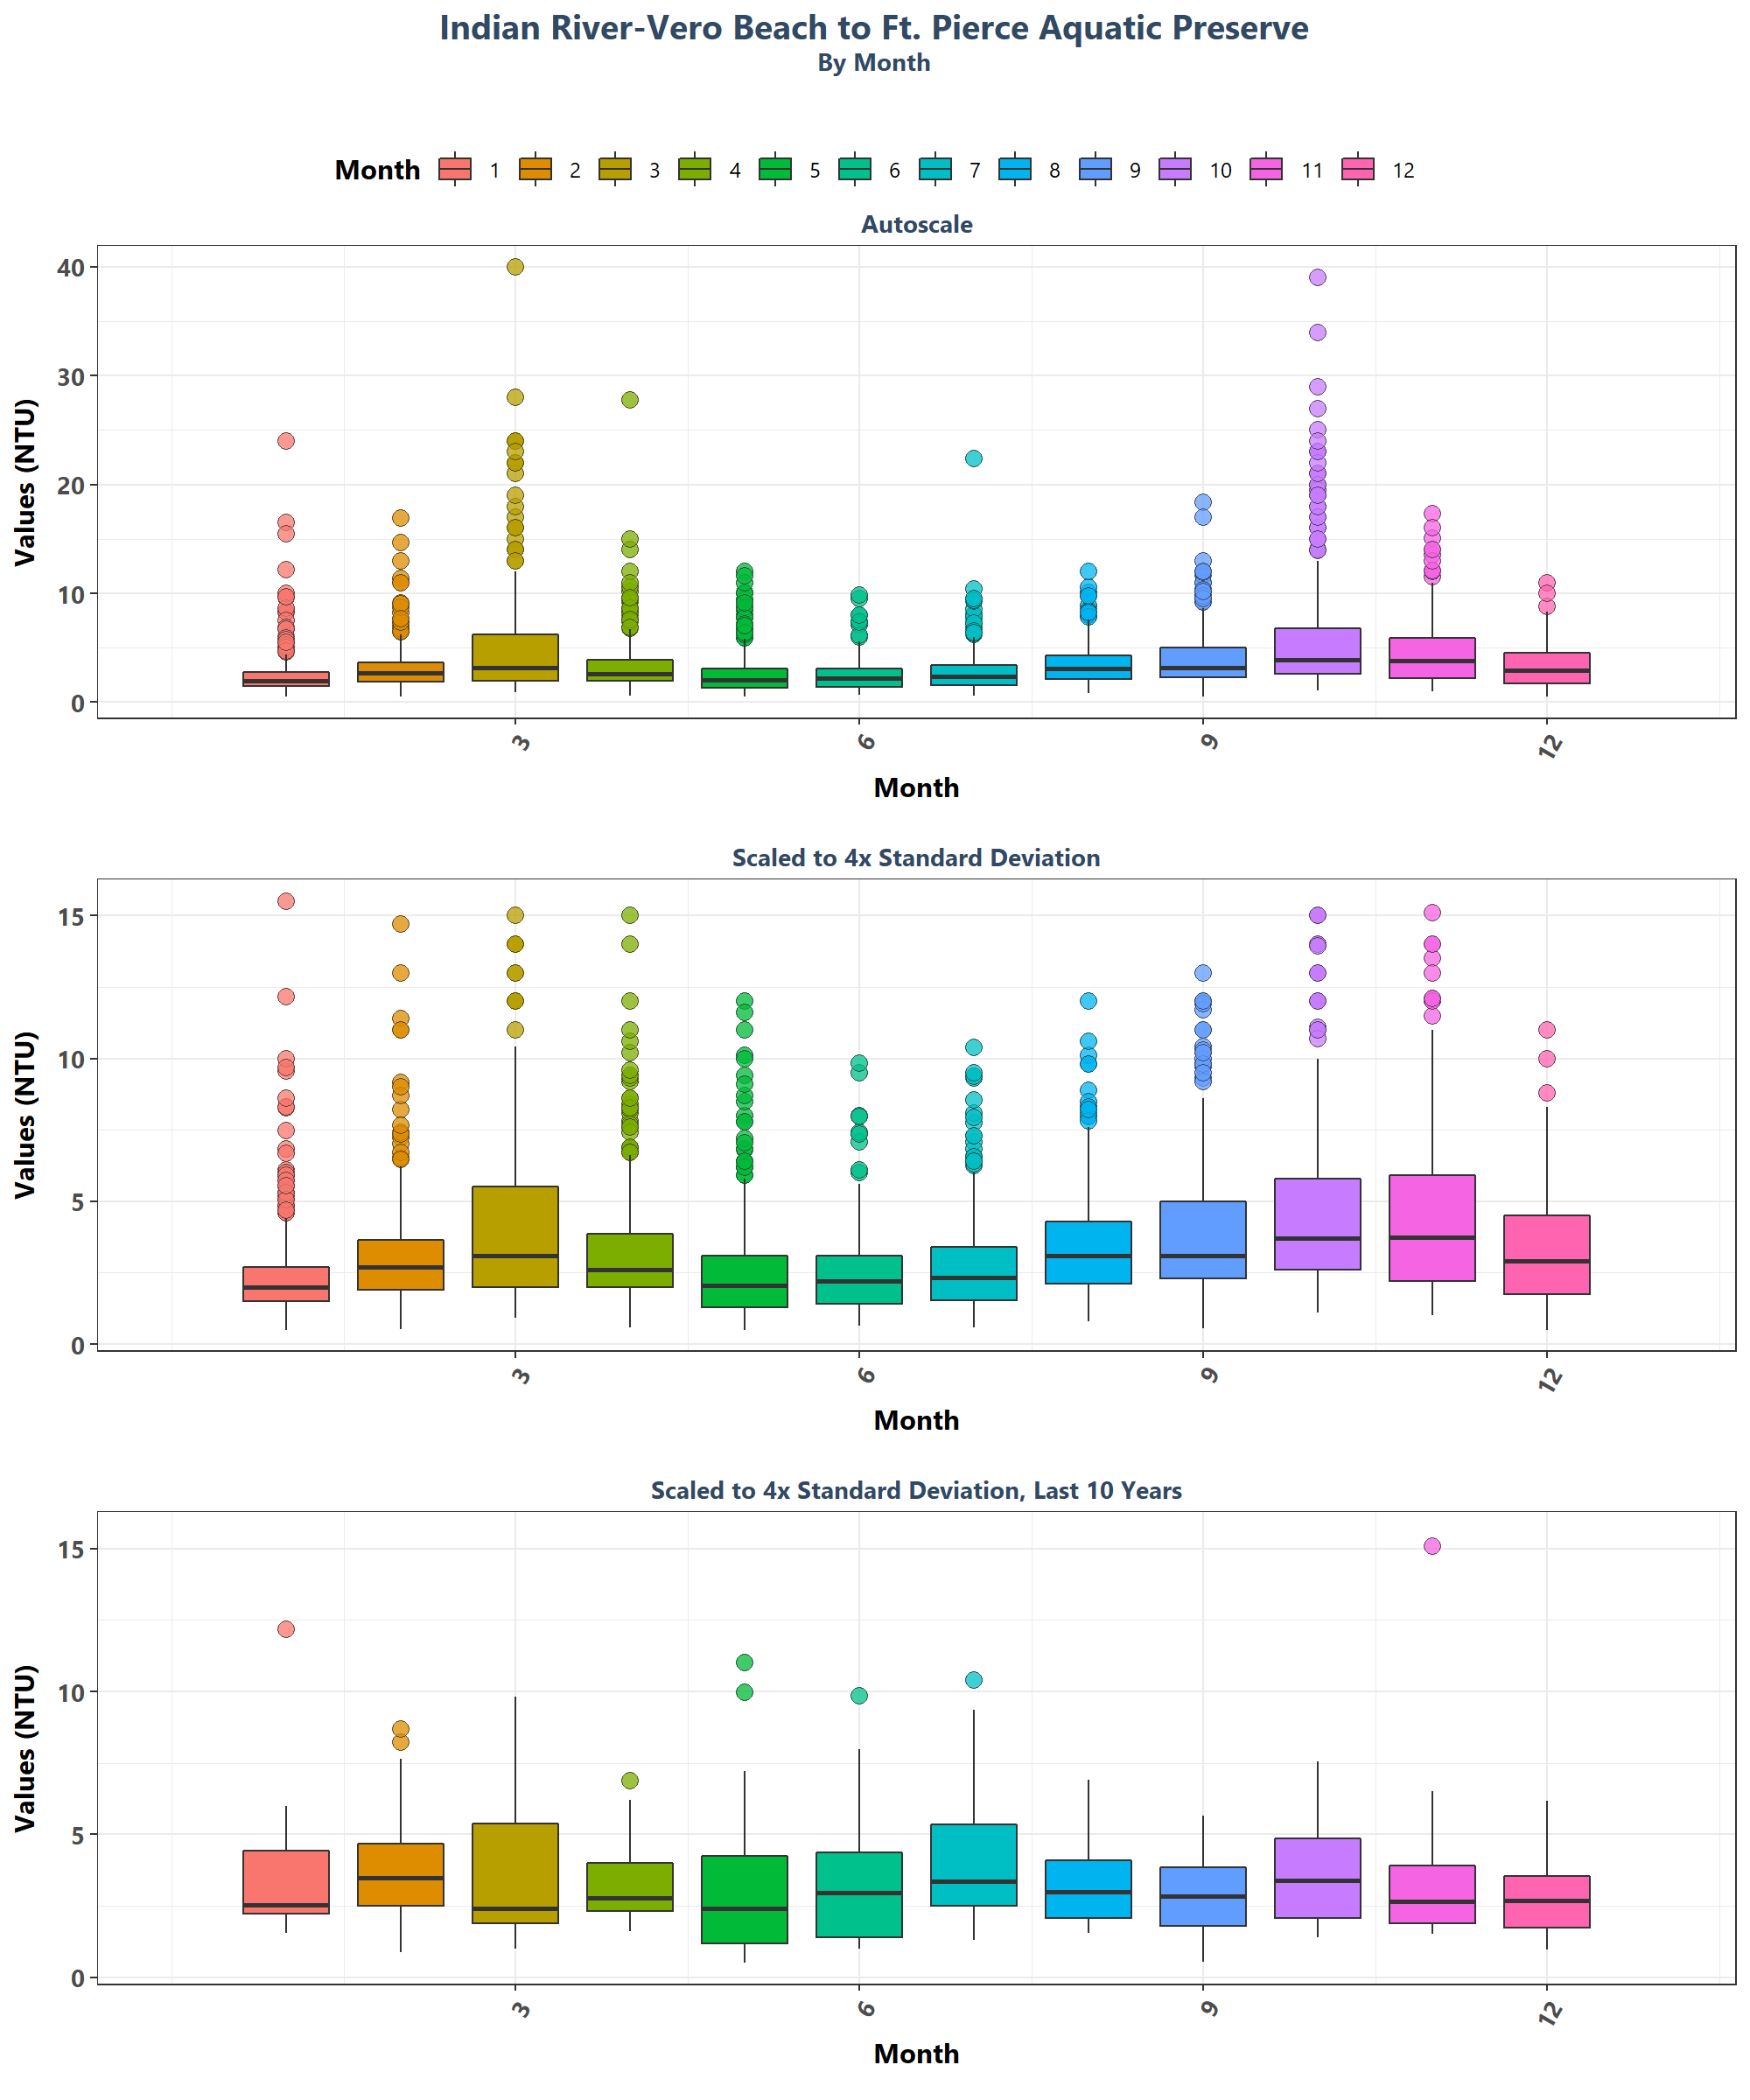 Indian River-Vero Beach to Ft. Pierce Aquatic Preserve
By Month
Month 1 2 3 4 5 6 7 8 9 10 11 12
Autoscale
Values (NTU)
40
30
20
10
0
3 6 9 12
Month
Scaled to 4x Standard Deviation
Values (NTU)
15
10
5
0
3 6 9 12
Month
Scaled to 4x Standard Deviation, Last 10 Years
Values (NTU)
15
10
5
0
3 6 9 12
Month